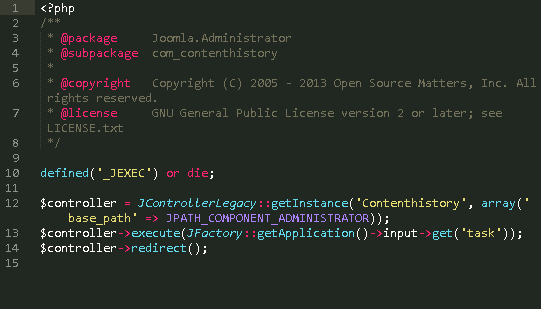 1 <?php
2 /**
3  * @package     Joomla.Administrator
4  * @subpackage  com_contenthistory
5  *
6  * @copyright   Copyright (C) 2005 - 2013 Open Source Matters, Inc. All
rights reserved.
7  * @license     GNU General Public License version 2 or later; see
LICENSE.txt
8  */
9
10 defined('_JEXEC') or die;
11
12 $controller = JControllerLegacy::getInstance('Contenthistory', array('
base_path' => JPATH_COMPONENT_ADMINISTRATOR));
13 $controller->execute(JFactory::getApplication()->input->get('task'));
14 $controller->redirect();
15